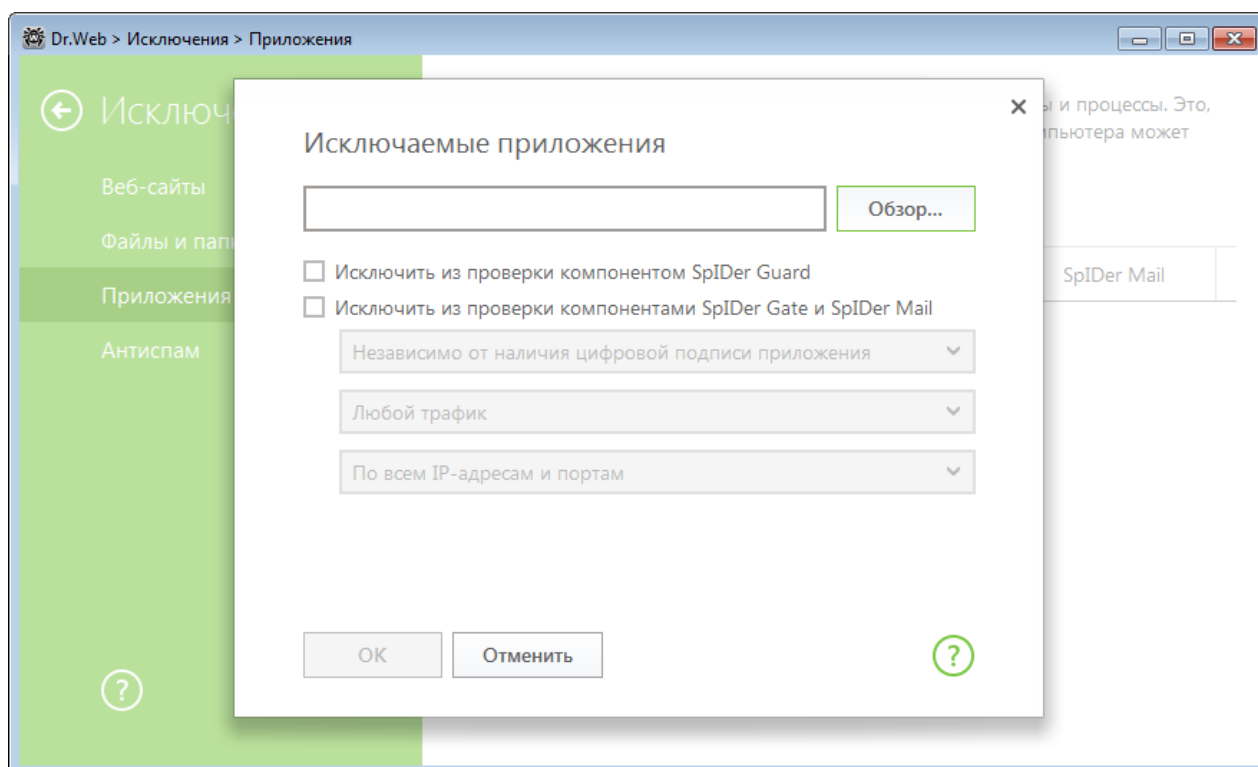 Dr.Web > Исключения > Приложения
Исключ
ы и процессы. Это,
пьютера может
Веб-сайты
Файлы и пап
Приложения
Антиспам
Исключаемые приложения
Обзор...
Исключить из проверки компонентом SpIDer Guard
Исключить из проверки компонентами SpIDer Gate и SpIDer Mail
SpIDer Mail
Независимо от наличия цифровой подписи приложения
Любой трафик
По всем IP-адресам и портам
OK
Отменить
?
?